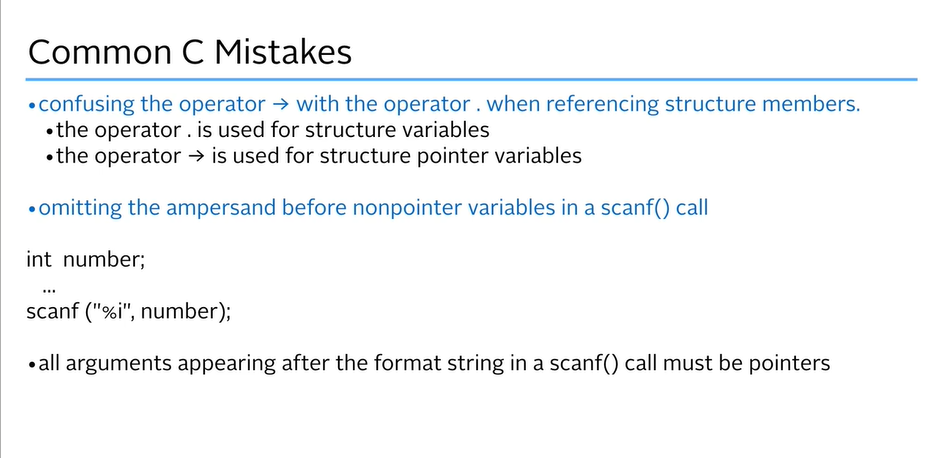 Common C Mistakes
•confusing the operator → with the operator . when referencing structure members.
•the operator . is used for structure variables
•the operator → is used for structure pointer variables
•omitting the ampersand before nonpointer variables in a scanf() call
int  number;
...
scanf ("%i", number);
•all arguments appearing after the format string in a scanf() call must be pointers